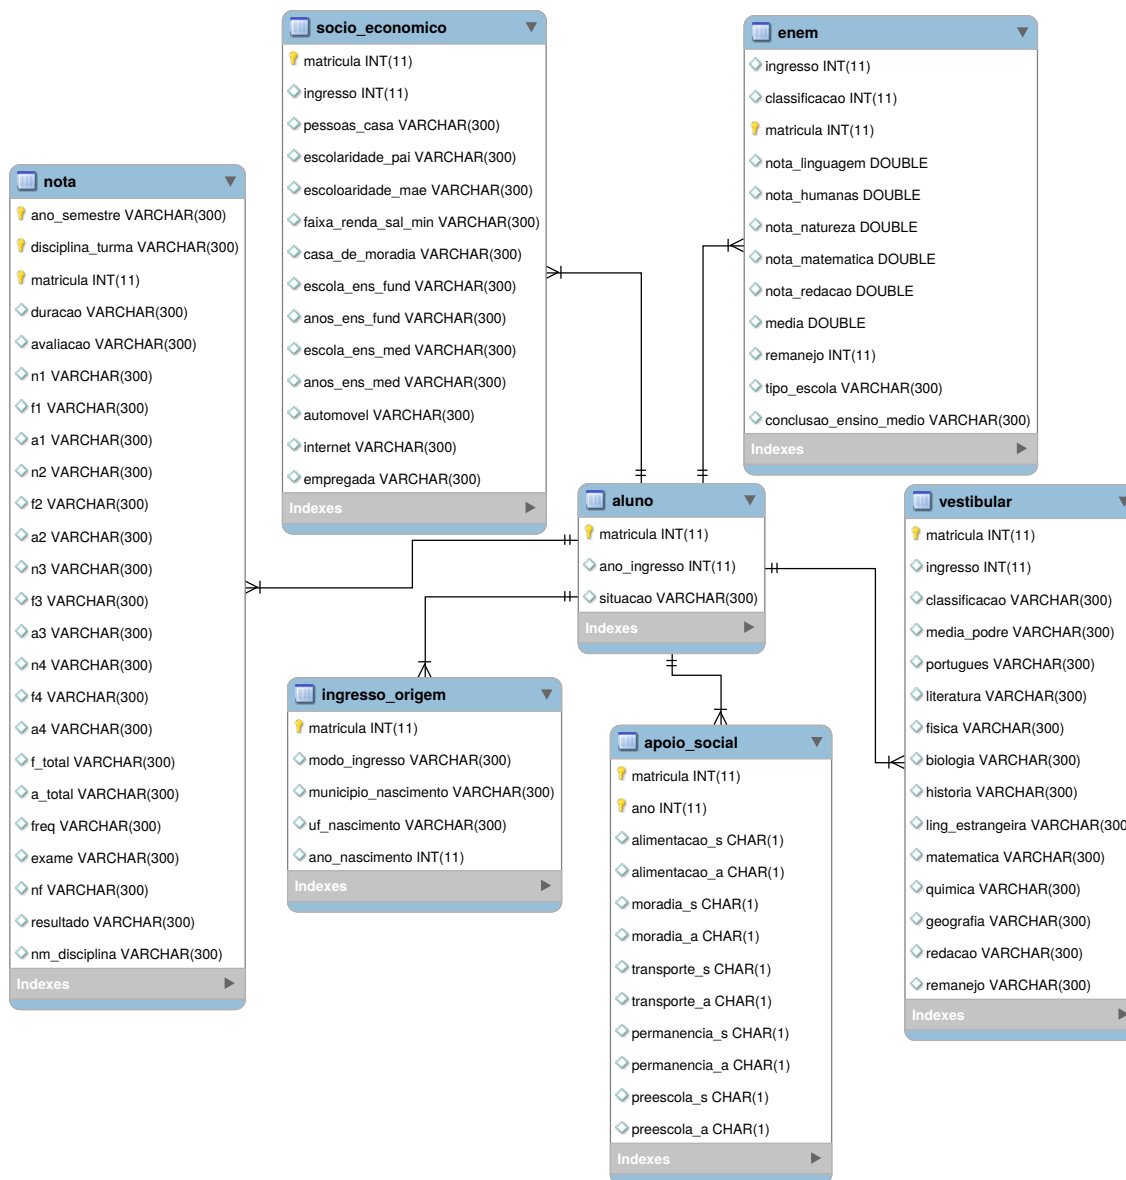 socio_economico
matricula INT(11)
ingresso INT(11)
pessoas_casa VARCHAR(300)
escolaridade_pai VARCHAR(300)
escoloaridade_mae VARCHAR(300)
faixa_renda_sal_min VARCHAR(300)
casa_de_moradia VARCHAR(300)
escola_ens_fund VARCHAR(300)
anos_ens_fund VARCHAR(300)
escola_ens_med VARCHAR(300)
anos_ens_med VARCHAR(300)
automovel VARCHAR(300)
internet VARCHAR(300)
empregada VARCHAR(300)
Indexes
enem
ingresso INT(11)
classificacao INT(11)
matricula INT(11)
nota_linguagem DOUBLE
nota_humanas DOUBLE
nota_natureza DOUBLE
nota_matematica DOUBLE
nota_redacao DOUBLE
media DOUBLE
remanejo INT(11)
tipo_escola VARCHAR(300)
conclusao_ensino_medio VARCHAR(300)
Indexes
nota
ano_semestre VARCHAR(300)
disciplina_turma VARCHAR(300)
matricula INT(11)
duracao VARCHAR(300)
avaliacao VARCHAR(300)
n1 VARCHAR(300)
f1 VARCHAR(300)
a1 VARCHAR(300)
n2 VARCHAR(300)
f2 VARCHAR(300)
a2 VARCHAR(300)
n3 VARCHAR(300)
f3 VARCHAR(300)
a3 VARCHAR(300)
n4 VARCHAR(300)
f4 VARCHAR(300)
a4 VARCHAR(300)
f_total VARCHAR(300)
a_total VARCHAR(300)
freq VARCHAR(300)
exame VARCHAR(300)
nf VARCHAR(300)
resultado VARCHAR(300)
nm_disciplina VARCHAR(300)
Indexes
aluno
matricula INT(11)
ano_ingresso INT(11)
situacao VARCHAR(300)
Indexes
vestibular
matricula INT(11)
ingresso INT(11)
classificacao VARCHAR(300)
media_podre VARCHAR(300)
portugues VARCHAR(300)
literatura VARCHAR(300)
fisica VARCHAR(300)
biologia VARCHAR(300)
historia VARCHAR(300)
ling_estrangeira VARCHAR(300
matematica VARCHAR(300)
quimica VARCHAR(300)
geografia VARCHAR(300)
redacao VARCHAR(300)
remanejo VARCHAR(300)
Indexes
ingresso_origem
matricula INT(11)
modo_ingresso VARCHAR(300)
municipio_nascimento VARCHAR(300)
uf_nascimento VARCHAR(300)
ano_nascimento INT(11)
Indexes
apoio_social
matricula INT(11)
ano INT(11)
alimentacao_s CHAR(1)
alimentacao_a CHAR(1)
moradia_s CHAR(1)
moradia_a CHAR(1)
transporte_s CHAR(1)
transporte_a CHAR(1)
permanencia_s CHAR(1)
permanencia_a CHAR(1)
preescola_s CHAR(1)
preescola_a CHAR(1)
Indexes